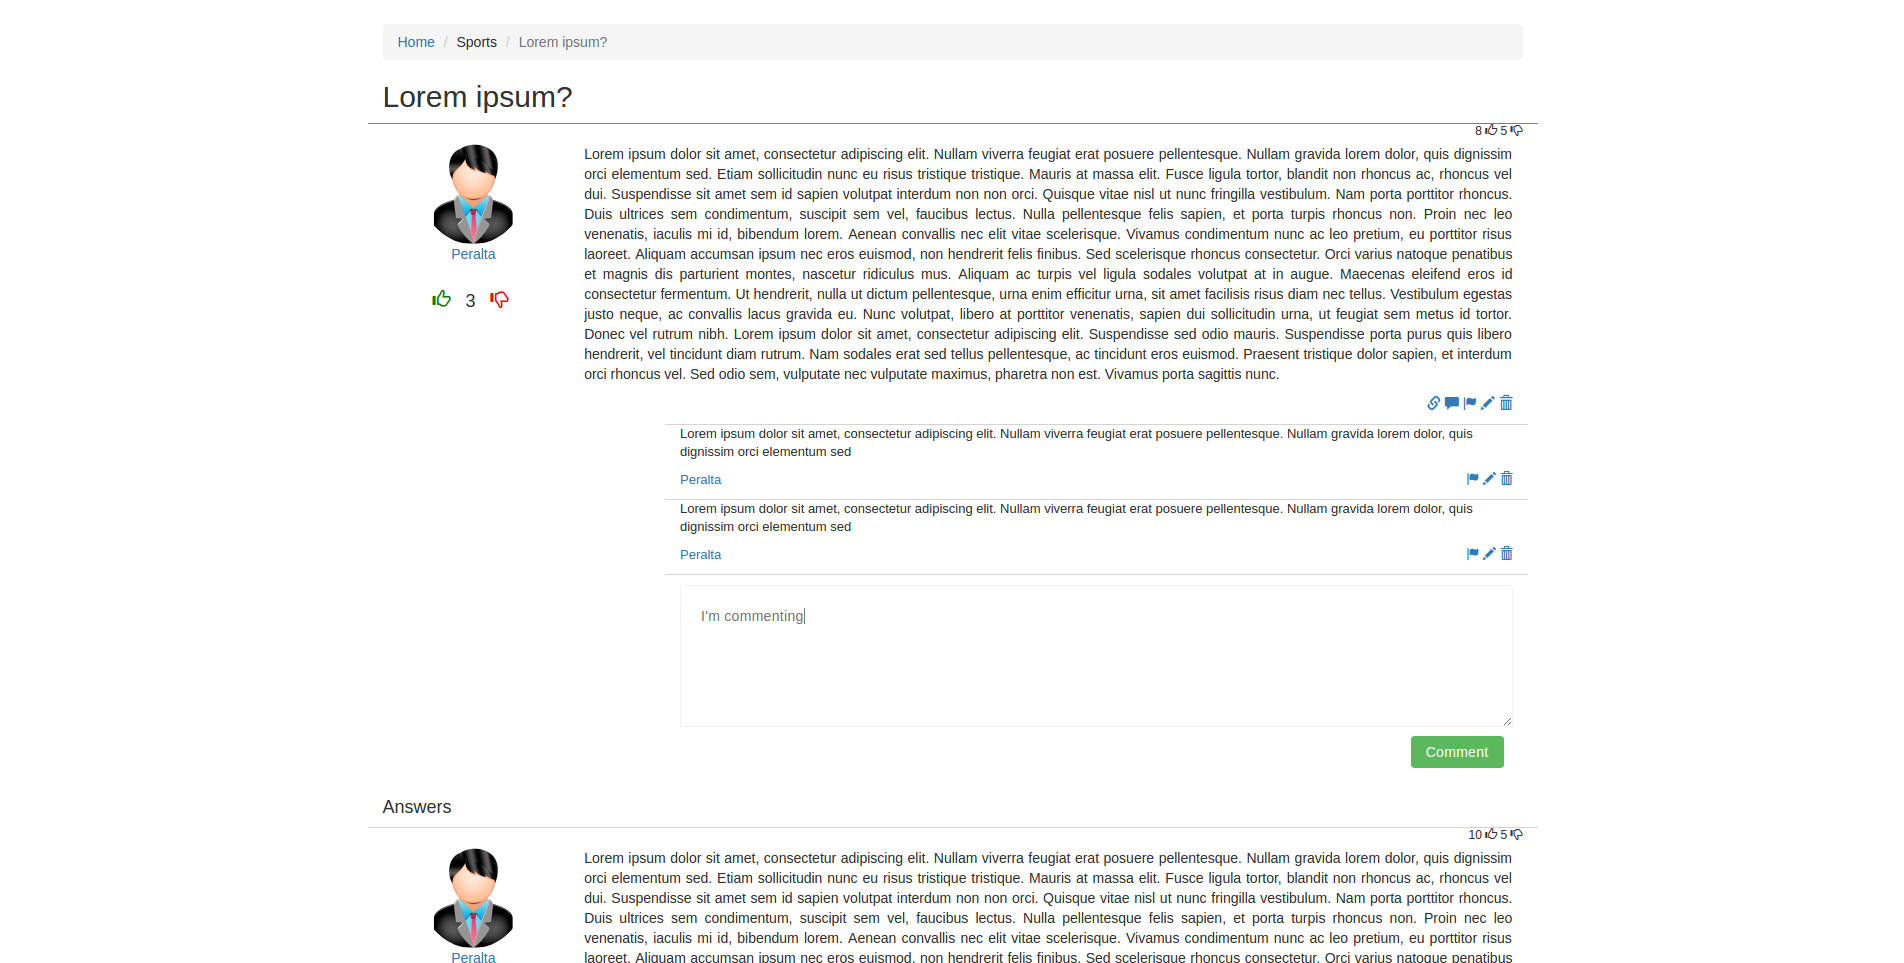 Home / Sports / Lorem ipsum?
Lorem ipsum?
8 5
Lorem ipsum dolor sit amet, consectetur adipiscing elit. Nullam viverra feugiat erat posuere pellentesque. Nullam gravida lorem dolor, quis dignissim
orci elementum sed. Etiam sollicitudin nunc eu risus tristique tristique. Mauris at massa elit. Fusce ligula tortor, blandit non rhoncus ac, rhoncus vel
dui. Suspendisse sit amet sem id sapien volutpat interdum non non orci. Quisque vitae nisl ut nunc fringilla vestibulum. Nam porta porttitor rhoncus.
Duis ultrices sem condimentum, suscipit sem vel, faucibus lectus. Nulla pellentesque felis sapien, et porta turpis rhoncus non. Proin nec leo
venenatis, iaculis mi id, bibendum lorem. Aenean convallis nec elit vitae scelerisque. Vivamus condimentum nunc ac leo pretium, eu porttitor risus
laoreet. Aliquam accumsan ipsum nec eros euismod, non hendrerit felis finibus. Sed scelerisque rhoncus consectetur. Orci varius natoque penatibus
et magnis dis parturient montes, nascetur ridiculus mus. Aliquam ac turpis vel ligula sodales volutpat at in augue. Maecenas eleifend eros id
consectetur fermentum. Ut hendrerit, nulla ut dictum pellentesque, urna enim efficitur urna, sit amet facilisis risus diam nec tellus. Vestibulum egestas
justo neque, ac convallis lacus gravida eu. Nunc volutpat, libero at porttitor venenatis, sapien dui sollicitudin urna, ut feugiat sem metus id tortor.
Donec vel rutrum nibh. Lorem ipsum dolor sit amet, consectetur adipiscing elit. Suspendisse sed odio mauris. Suspendisse porta purus quis libero
hendrerit, vel tincidunt diam rutrum. Nam sodales erat sed tellus pellentesque, ac tincidunt eros euismod. Praesent tristique dolor sapien, et interdum
orci rhoncus vel. Sed odio sem, vulputate nec vulputate maximus, pharetra non est. Vivamus porta sagittis nunc.
Peralta
3
Lorem ipsum dolor sit amet, consectetur adipiscing elit. Nullam viverra feugiat erat posuere pellentesque. Nullam gravida lorem dolor, quis
dignissim orci elementum sed
Peralta
Lorem ipsum dolor sit amet, consectetur adipiscing elit. Nullam viverra feugiat erat posuere pellentesque. Nullam gravida lorem dolor, quis
dignissim orci elementum sed
Peralta
I'm commenting
Comment
Answers
10 5
Lorem ipsum dolor sit amet, consectetur adipiscing elit. Nullam viverra feugiat erat posuere pellentesque. Nullam gravida lorem dolor, quis dignissim
orci elementum sed. Etiam sollicitudin nunc eu risus tristique tristique. Mauris at massa elit. Fusce ligula tortor, blandit non rhoncus ac, rhoncus vel
dui. Suspendisse sit amet sem id sapien volutpat interdum non non orci. Quisque vitae nisl ut nunc fringilla vestibulum. Nam porta porttitor rhoncus.
Duis ultrices sem condimentum, suscipit sem vel, faucibus lectus. Nulla pellentesque felis sapien, et porta turpis rhoncus non. Proin nec leo
venenatis, iaculis mi id, bibendum lorem. Aenean convallis nec elit vitae scelerisque. Vivamus condimentum nunc ac leo pretium, eu porttitor risus
laoreet. Aliquam accumsan ipsum nec eros euismod, non hendrerit felis finibus. Sed scelerisque rhoncus consectetur. Orci varius natoque penatibus
Peralta